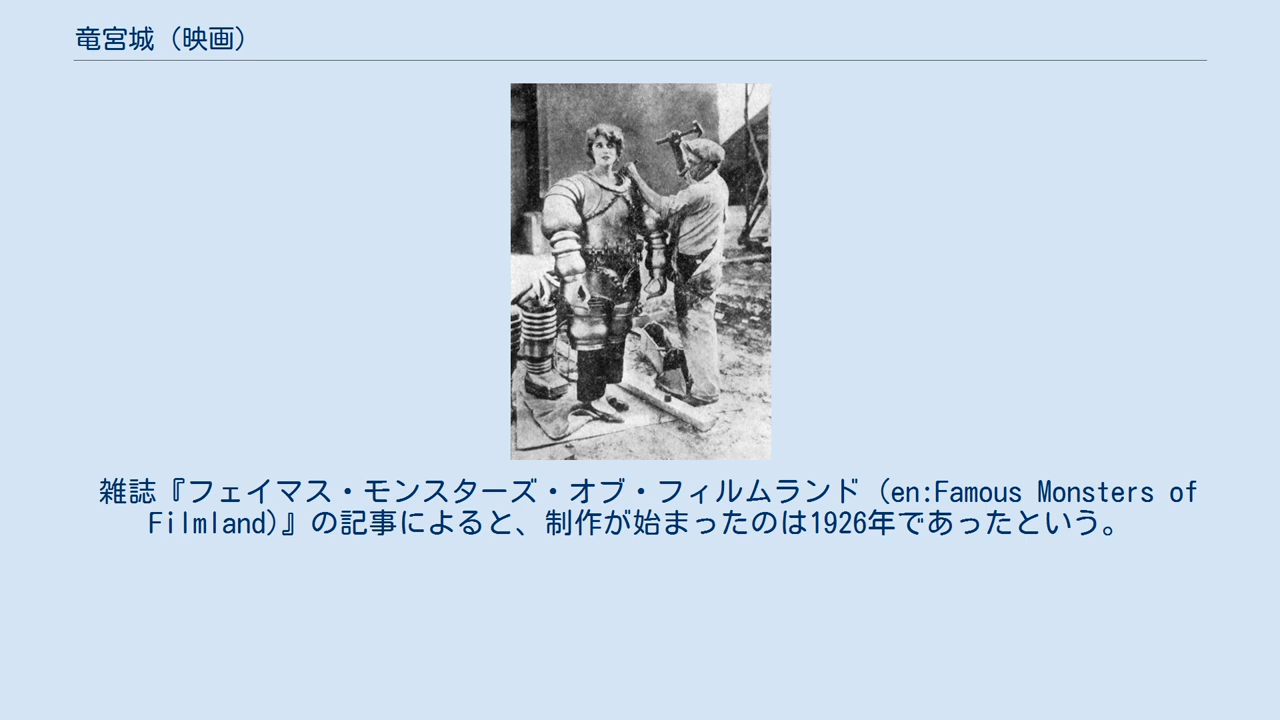 竜宮城（映画）
雑誌『フェイマス・モンスターズ・オブ・フィルムランド（en:Famous Monsters of
Filmland)』の記事によると、制作が始まったのは1926年であったという。